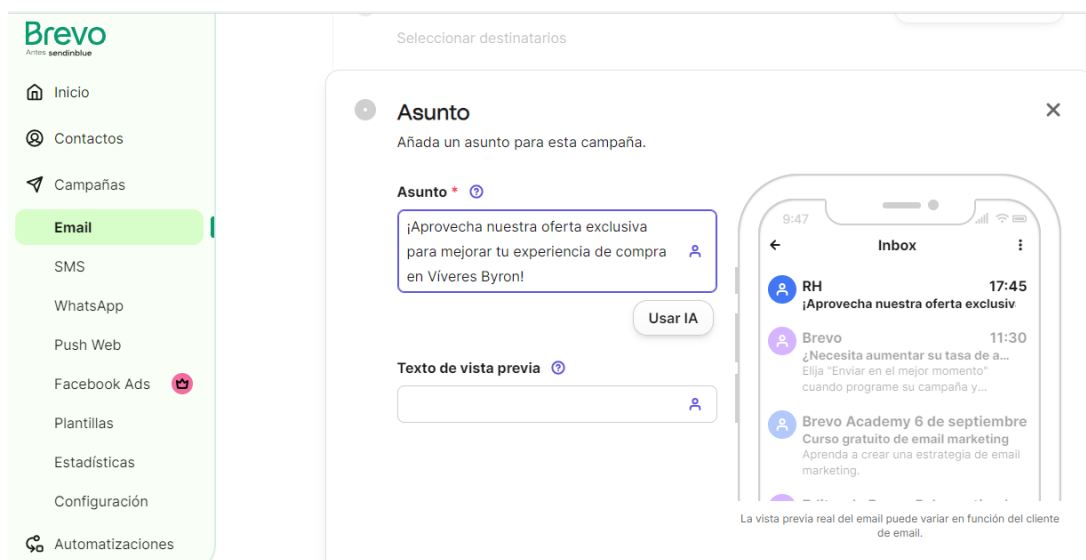 Brevo
Antes sendinblue
Inicio
Contactos
Campañas
Email
SMS
WhatsApp
Push Web
Facebook Ads
Plantillas
Estadísticas
Configuración
Automatizaciones
Seleccionar destinatarios
Asunto
Añada un asunto para esta campaña.
Asunto *
¡Aprovecha nuestra oferta exclusiva
para mejorar tu experiencia de compra
en Víveres Byron!
Usar IA
Texto de vista previa
9:47
Inbox
RH 17:45
¡Aprovecha nuestra oferta exclusiv
Brevo 11:30
¿Necesita aumentar su tasa de a...
Elija "Enviar en el mejor momento"
cuando programe su campaña y...
Brevo Academy 6 de septiembre
Curso gratuito de email marketing
Aprenda a crear una estrategia de email
marketing.
La vista previa real del email puede variar en función del cliente
de email.